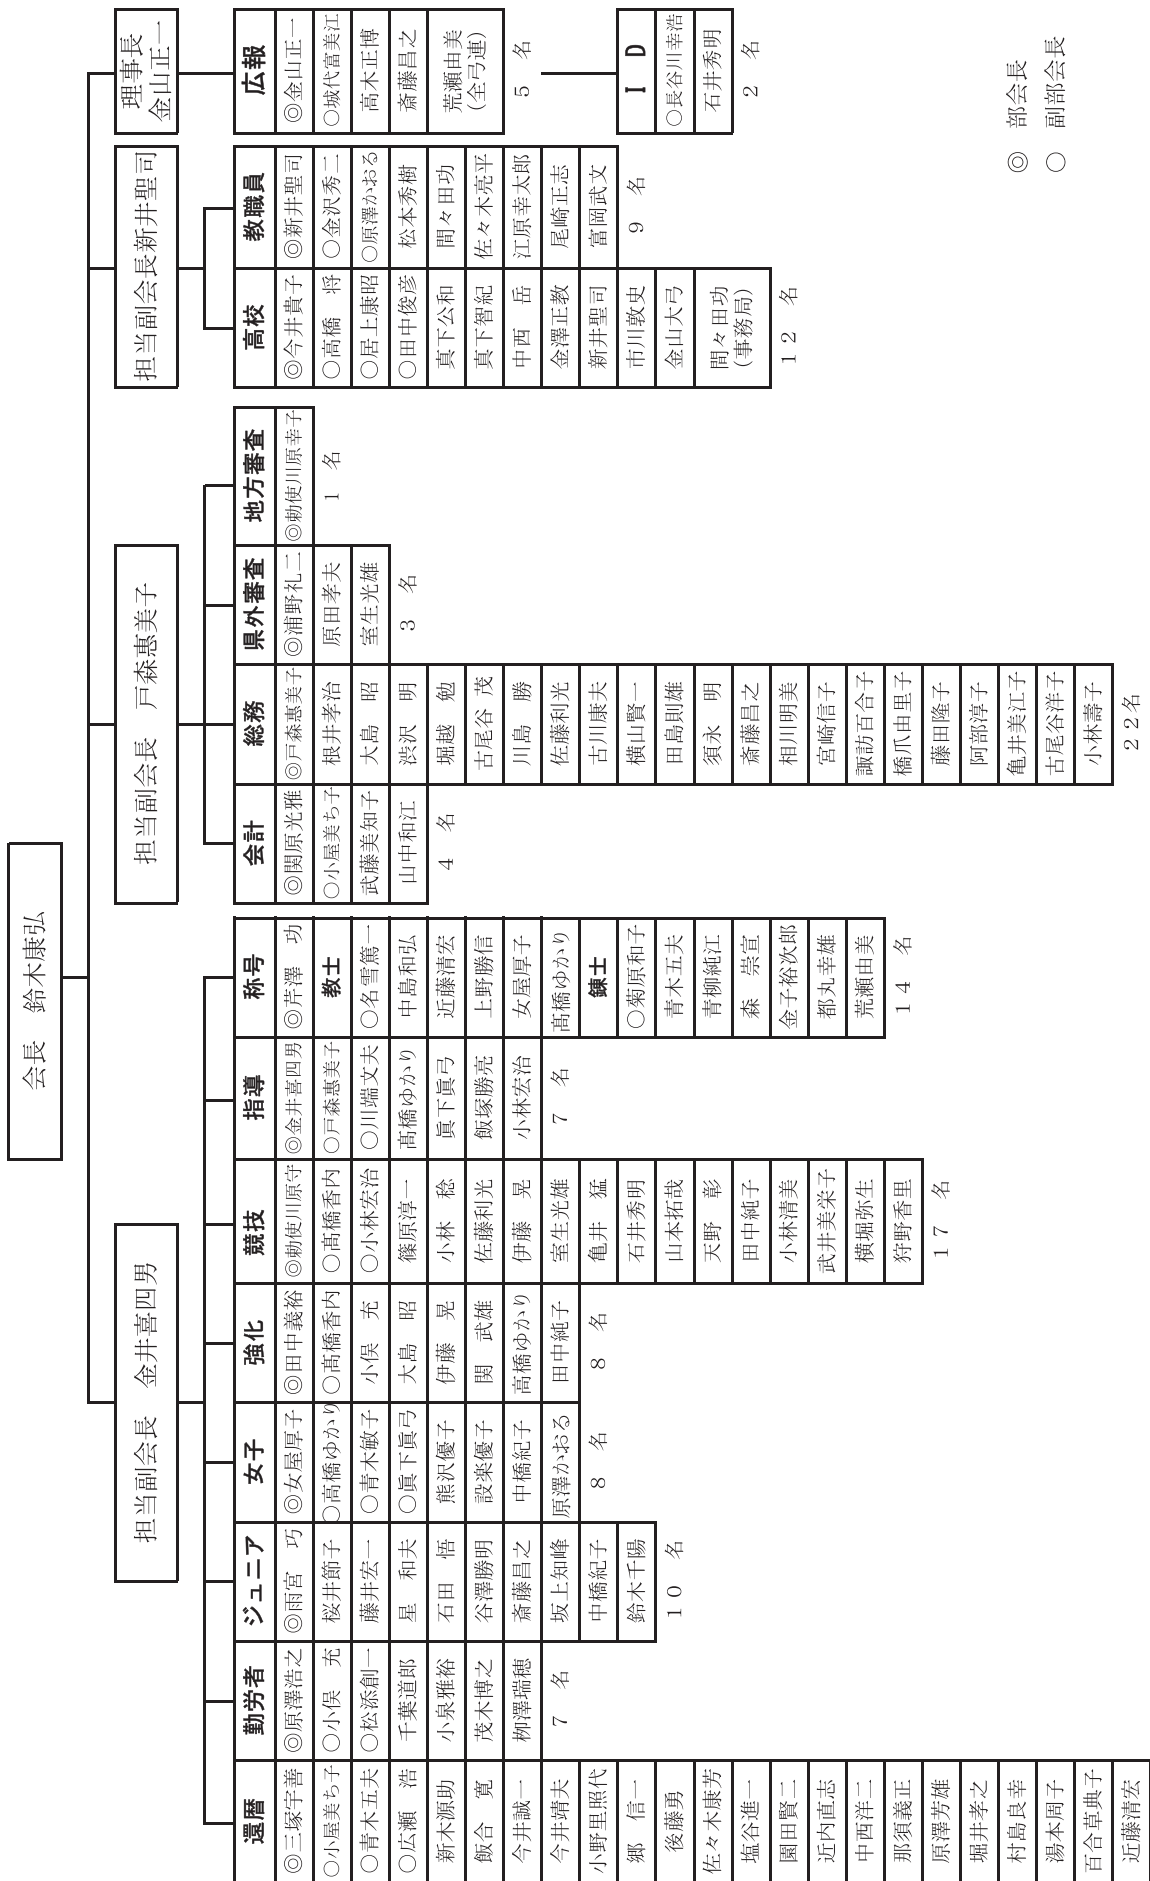 会長　鈴木康弘
担当副会長　金井喜四男
担当副会長　戸森惠美子
担当副会長新井聖司
理事長
金山正一
還暦
◎三塚宇善
○小屋美ち子
○青木五夫
○広瀬　浩
新木源助
飯合　寛
今井誠一
今井靖夫
小野里照代
郷　信一
後藤勇
佐々木康芳
塩谷進一
園田賢二
近内直志
中西洋二
那須義正
原澤芳雄
堀井孝之
村島良幸
湯本周子
百合草典子
近藤清宏
勤労者
◎原澤浩之
○小俣　充
○松添創一
千葉道郎
小泉雅裕
茂木博之
栁澤瑞穂
７　名
ジュニア
◎雨宮　巧
桜井節子
藤井宏一
星　和夫
石田　悟
谷澤勝明
斎藤昌之
坂上知峰
中橋紀子
鈴木千陽
１０　名
女子
◎女屋厚子
○髙橋ゆかり
○青木敏子
○眞下眞弓
熊沢優子
設楽優子
中橋紀子
原澤かおる
８　名
強化
◎田中義裕
○髙橋香内
小俣　充
大島　昭
伊藤　晃
関　武雄
髙橋ゆかり
田中純子
８　名
競技
◎勅使川原守
○髙橋香内
○小林宏治
篠原淳一
小林　稔
佐藤利光
伊藤　晃
室生光雄
亀井　猛
石井秀明
山本拓哉
天野　彰
田中純子
小林清美
武井美栄子
横堀弥生
狩野香里
１７　名
指導
◎金井喜四男
○戸森惠美子
○川端文夫
髙橋ゆかり
眞下眞弓
飯塚勝亮
小林宏治
７　名
称号
◎芹澤　功
教士
○名雪篤一
中島和弘
近藤清宏
上野勝信
女屋厚子
髙橋ゆかり
錬士
○菊原和子
青木五夫
青柳純江
森　崇宣
金子裕次郎
都丸幸雄
荒瀬由美
１４　名
会計
◎関原光雅
○小屋美ち子
武藤美知子
山中和江
４　名
総務
◎戸森惠美子
根井孝治
大島　昭
渋沢　明
堀越　勉
古尾谷　茂
川島　勝
佐藤利光
古川康夫
横山賢一
田島則雄
須永　明
斎藤昌之
相川明美
宮崎信子
諏訪百合子
橋爪由里子
藤田隆子
阿部淳子
亀井美江子
古尾谷洋子
小林壽子
２２名
県外審査
◎浦野礼二
原田孝夫
室生光雄
３　名
地方審査
◎勅使川原幸子
１　名
高校
◎今井貴子
○髙橋　将
○居上康昭
○田中俊彦
真下公和
真下智紀
中西　岳
金澤正教
新井聖司
市川敦史
金山大弓
間々田功
（事務局）
１２　名
教職員
◎新井聖司
○金沢秀二
○原澤かおる
松本秀樹
間々田功
佐々木亮平
江原幸太郎
尾崎正志
富岡武文
９　名
広報
◎金山正一
○城代富美江
高木正博
斎藤昌之
荒瀬由美
（全弓連）
５　名
Ｉ　Ｄ
○長谷川幸浩
石井秀明
２　名
◎　部会長
○　副部会長